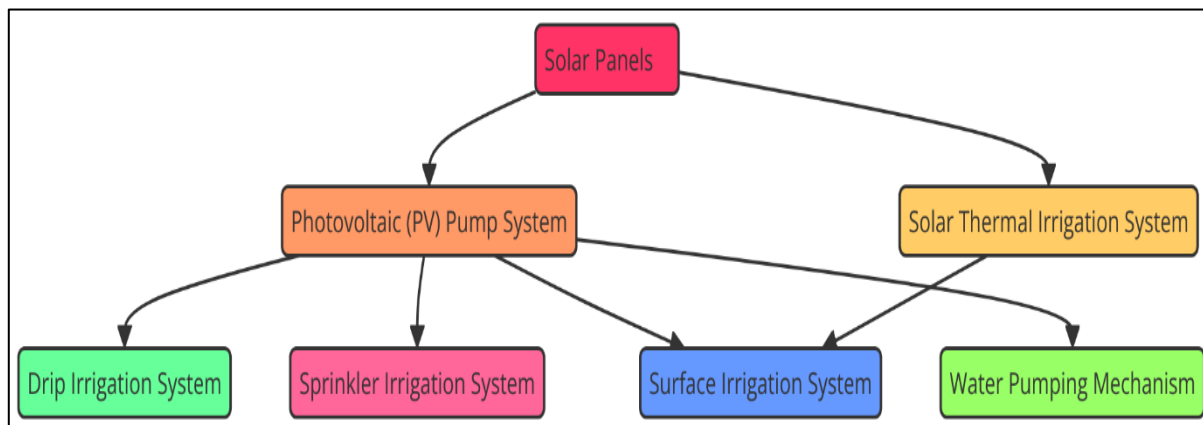 Solar Panels
Photovoltaic (PV) Pump System
Solar Thermal Irrigation System
Drip Irrigation System
Sprinkler Irrigation System
Surface Irrigation System
Water Pumping Mechanism